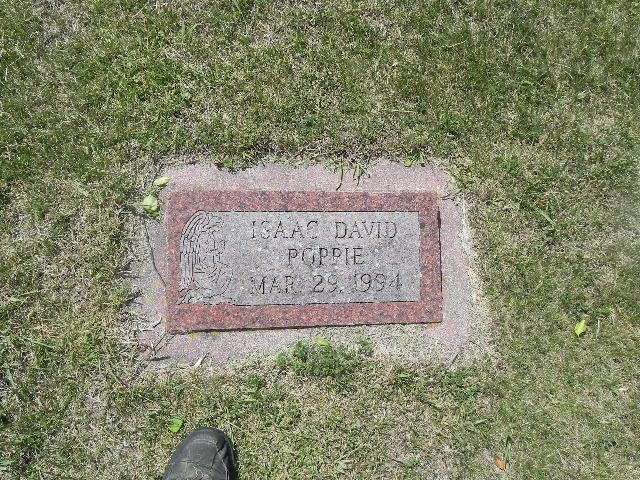 ISAAC DAVID
POPPIE
MAR. 29, 1994